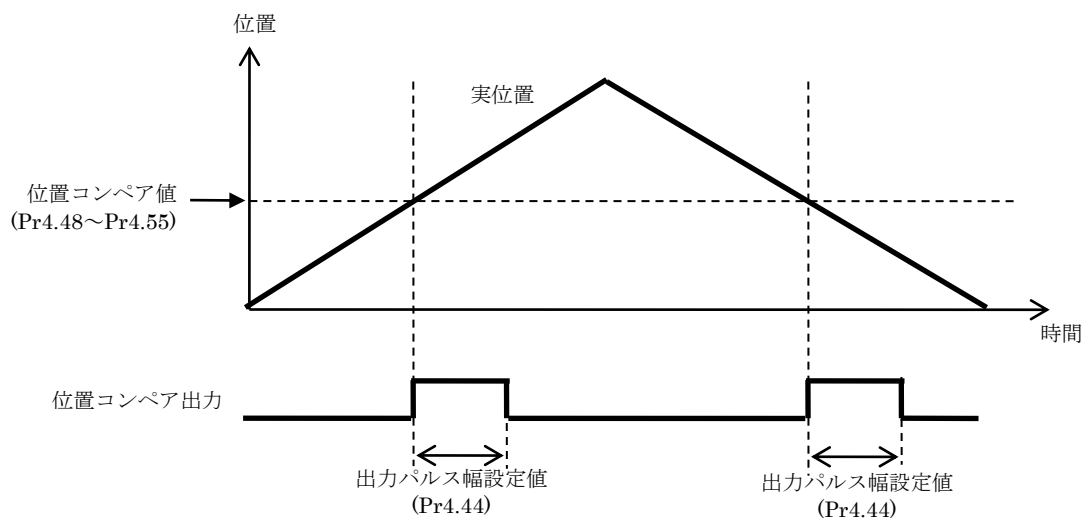 位置
実位置
位置コンペア値
(Pr4.48～Pr4.55)
時間
位置コンペア出力
出力パルス幅設定値
(Pr4.44)
出力パルス幅設定値
(Pr4.44)